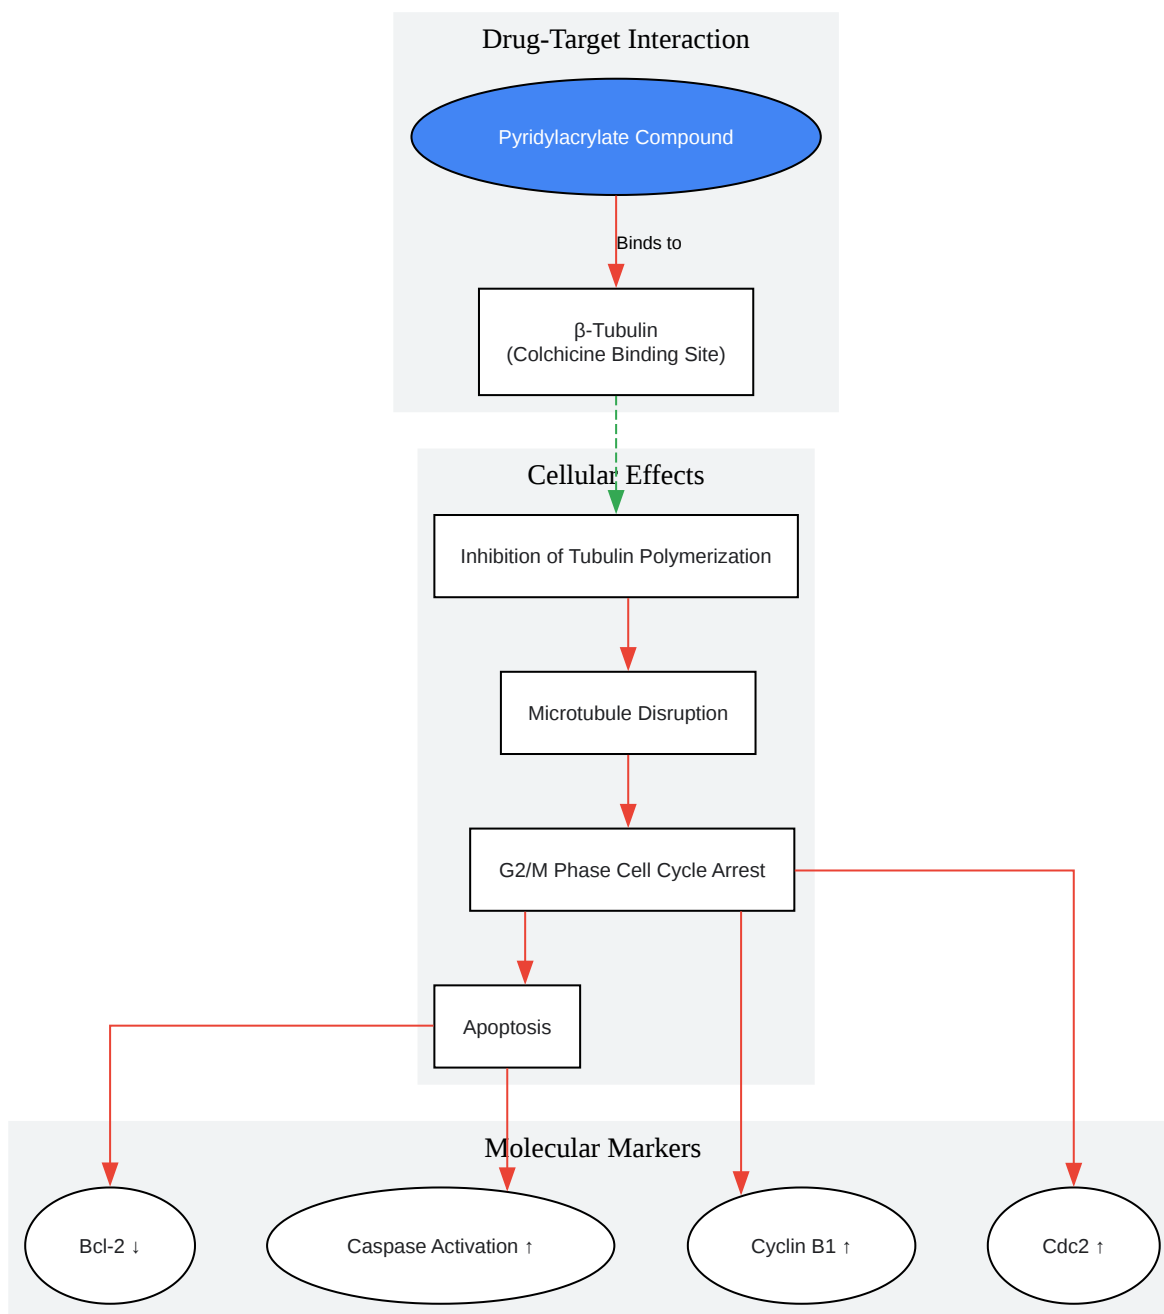 Drug-Target Interaction
Pyridylacrylate Compound
Binds to
β-Tubulin
(Colchicine Binding Site)
Cellular Effects
Inhibition of Tubulin Polymerization
Microtubule Disruption
G2/M Phase Cell Cycle Arrest
Apoptosis
Molecular Markers
Bcl-2 ↓
Caspase Activation ↑
Cyclin B1 ↑
Cdc2 ↑